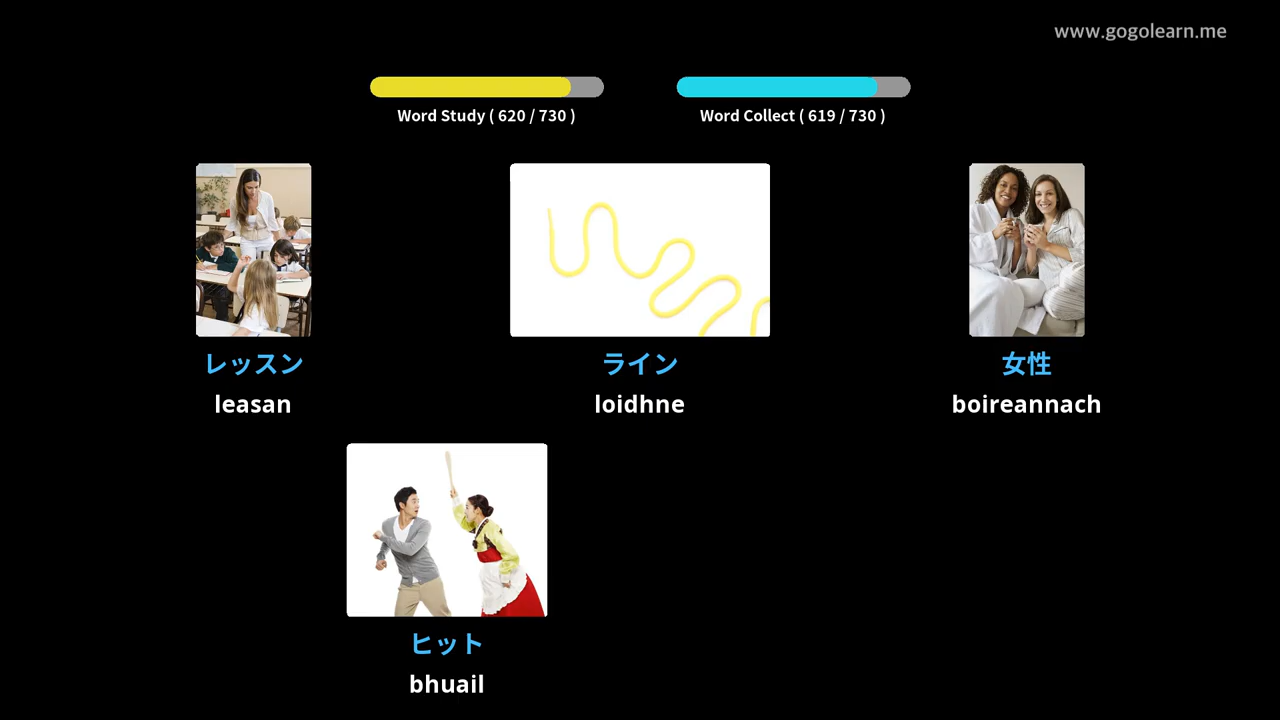 www.gogolearn.me
Word Study ( 620 / 730 )
Word Collect ( 619 / 730 )
レッスン
leasan
ライン
loidhne
女性
boireannach
ヒット
bhuail